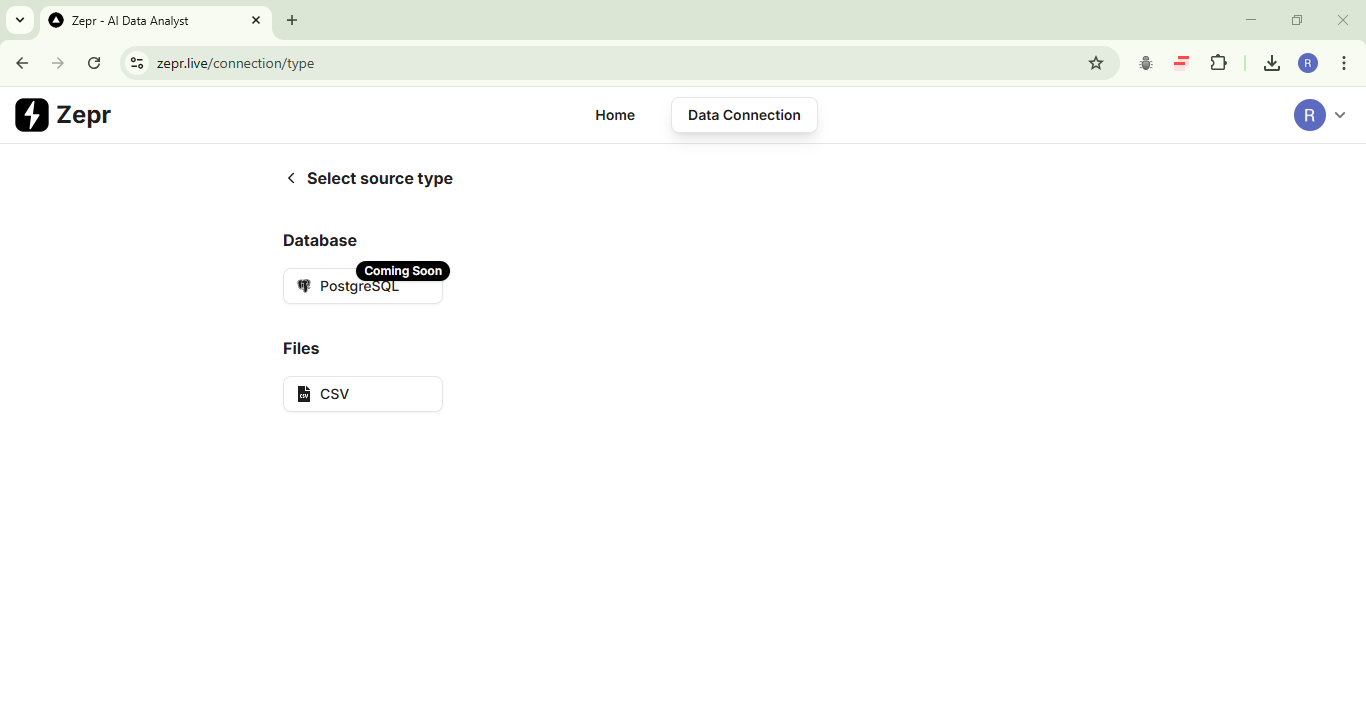 Zepr - AI Data Analyst
zepr.live/connection/type
R
Zepr
Home
Data Connection
R
Select source type
Database
Coming Soon
PostgreSQL
Files
CSV
CSV